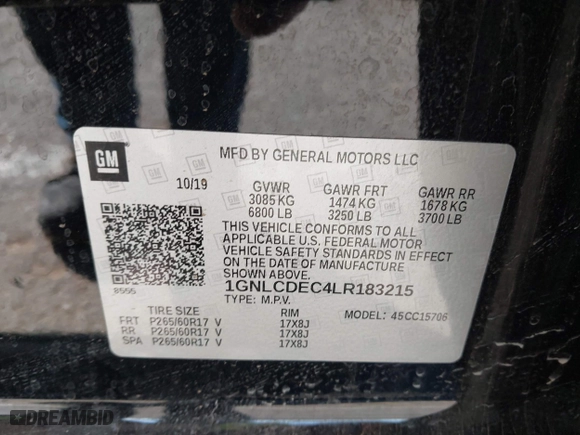 GM
MFD BY GENERAL MOTORS LLC
10/19
GVWR GAWR FRT GAWR RR
3085 KG 1474 KG 1678 KG
6800 LB 3250 LB 3700 LB
THIS VEHICLE CONFORMS TO ALL
APPLICABLE U.S. FEDERAL MOTOR
VEHICLE SAFETY STANDARDS IN EFFECT
ON THE DATE OF MANUFACTURE
SHOWN ABOVE.
1GNLCDEC4LR183215
TYPE: M.P.V.
8555
MODEL: 45CC15706
TIRE SIZE RIM
FRT P265/60R17 V 17X8J
RR P265/60R17 V 17X8J
SPA P265/60R17 V 17X8J
DREAMBID